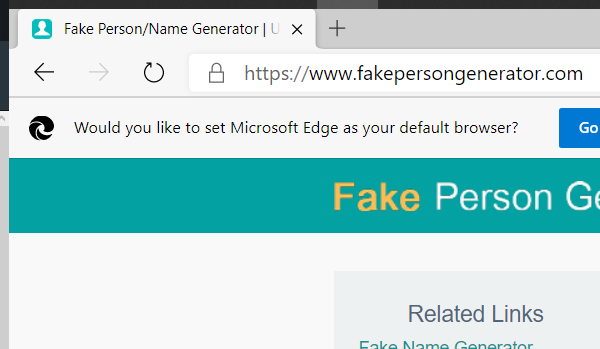 Fake Person/Name Generator | U
https://www.fakepersongenerator.com
Would you like to set Microsoft Edge as your default browser?
Go
Fake Person Ge
Related Links
Fake Name Generator